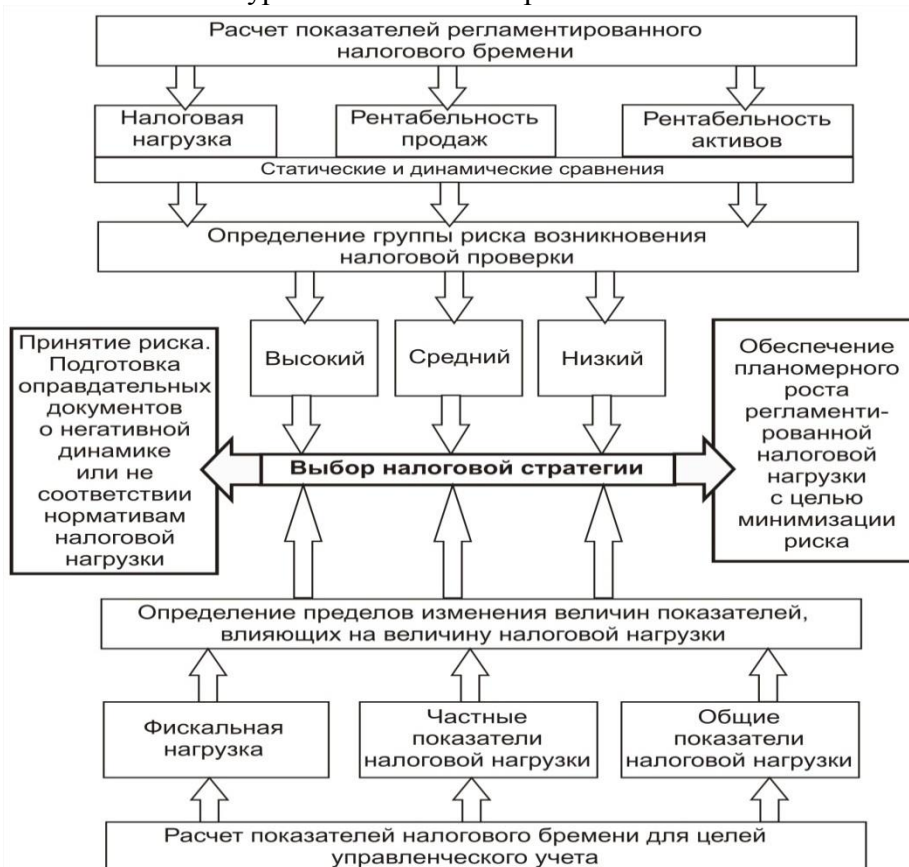 Расчет показателей регламентированного
налогового бремени
Налоговая
нагрузка
Рентабельность
продаж
Рентабельность
активов
Статические и динамические сравнения
Определение группы риска возникновения
налоговой проверки
Высокий
Средний
Низкий
Принятие риска.
Подготовка
оправдательных
документов
о негативной
динамике
или не
соответствии
нормативам
налоговой
нагрузки
Выбор налоговой стратегии
Обеспечение
планомерного
роста
регламенти-
рованной
налоговой
нагрузки
с целью
минимизации
риска
Определение пределов изменения величин показателей,
влияющих на величину налоговой нагрузки
Фискальная
нагрузка
Частные
показатели
налоговой нагрузки
Общие
показатели
налоговой нагрузки
Расчет показателей налогового бремени для целей
управленческого учета